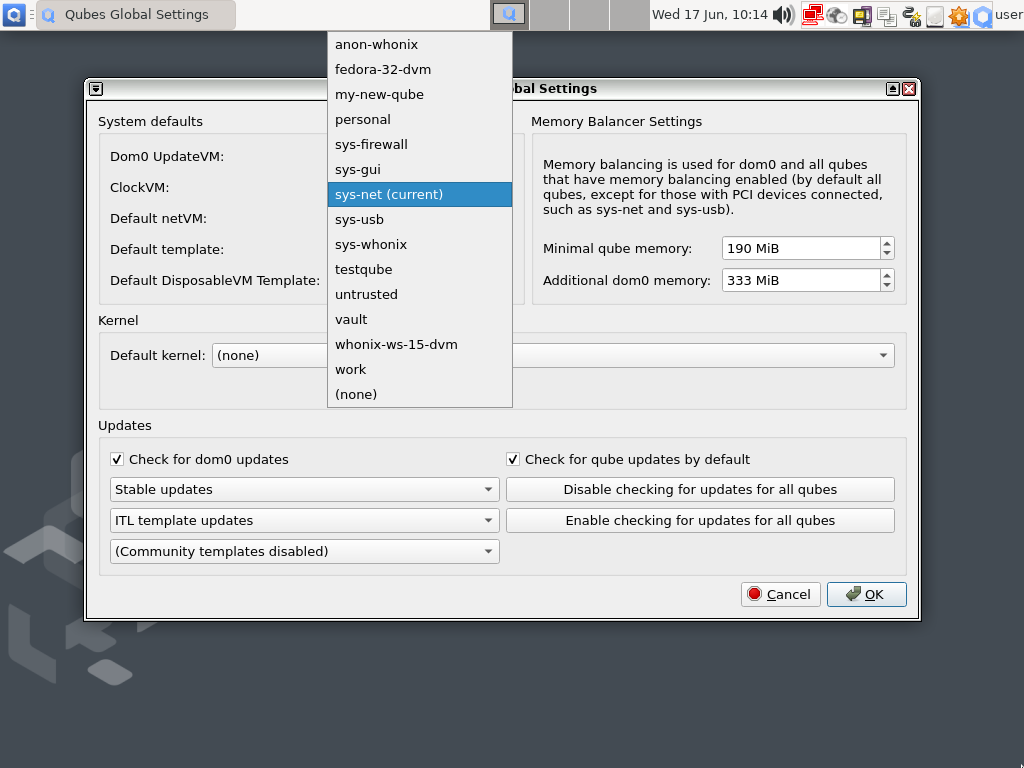 Qubes Global Settings
Wed 17 Jun, 10:14
user
bal Settings
anon-whonix
fedora-32-dvm
my-new-qube
personal
sys-firewall
sys-gui
sys-net (current)
sys-usb
sys-whonix
testqube
untrusted
vault
whonix-ws-15-dvm
work
(none)
System defaults
Dom0 UpdateVM:
ClockVM:
Default netVM:
Default template:
Default DisposableVM Template:
Memory Balancer Settings
Memory balancing is used for dom0 and all qubes
that have memory balancing enabled (by default all
qubes, except for those with PCI devices connected,
such as sys-net and sys-usb).
Minimal qube memory: 190 MiB
Additional dom0 memory: 333 MiB
Kernel
Default kernel: (none)
Updates
Check for dom0 updates
Check for qube updates by default
Stable updates
Disable checking for updates for all qubes
ITL template updates
Enable checking for updates for all qubes
(Community templates disabled)
Cancel
OK